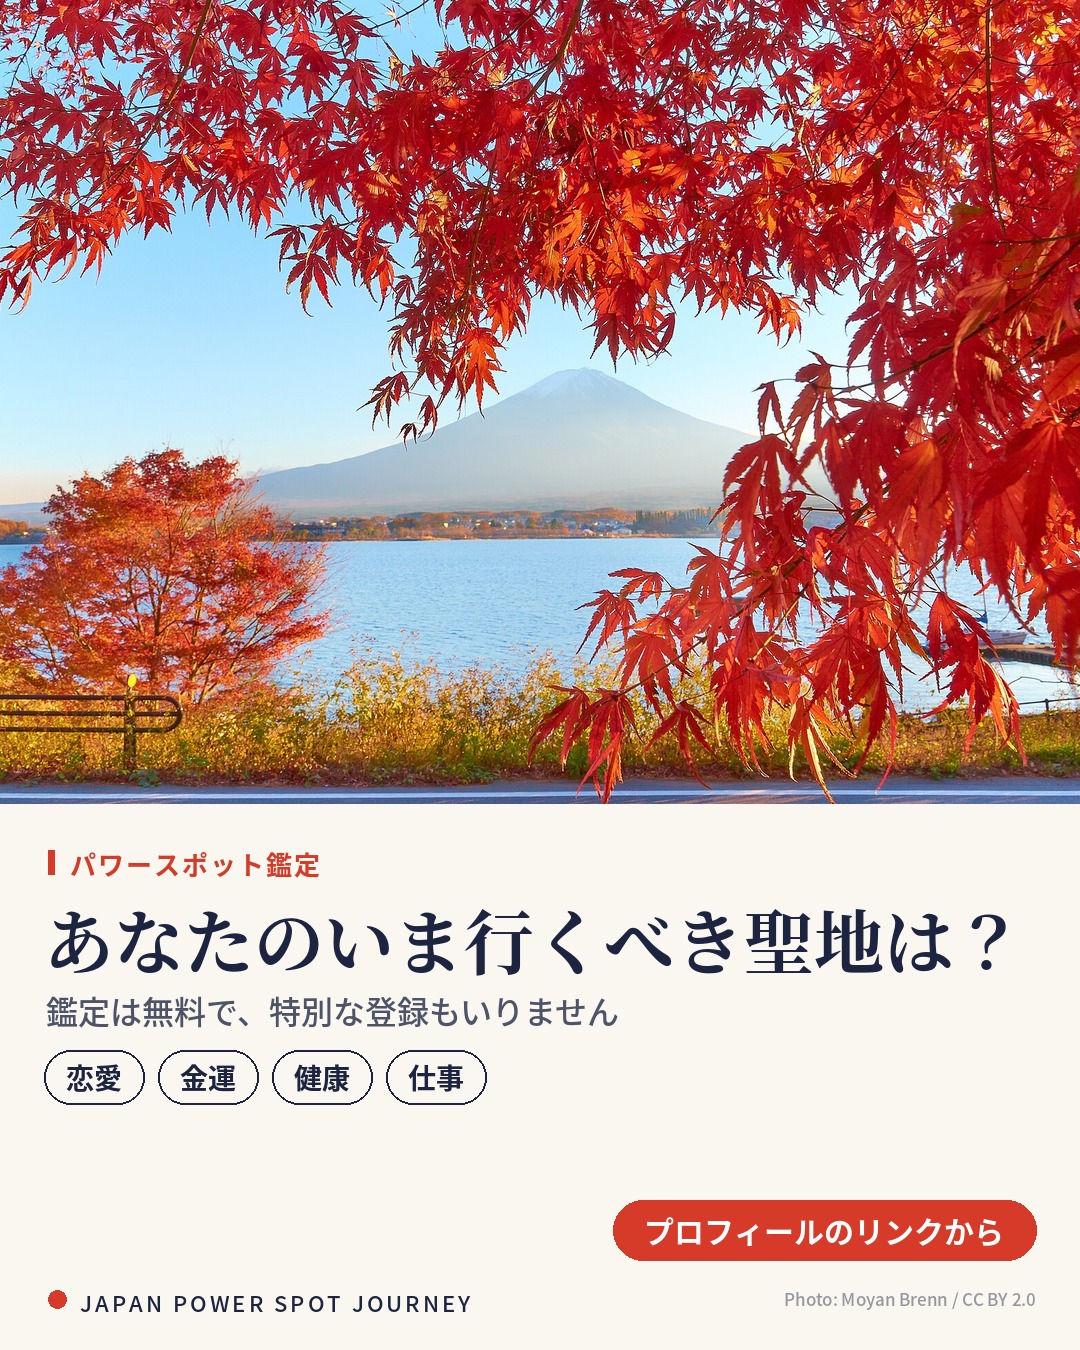 パワースポット鑑定
あなたのいま行くべき聖地は？
鑑定は無料で、特別な登録もいりません
恋愛 金運 健康 仕事
プロフィールのリンクから
JAPAN POWER SPOT JOURNEY
Photo: Moyan Brenn / CC BY 2.0